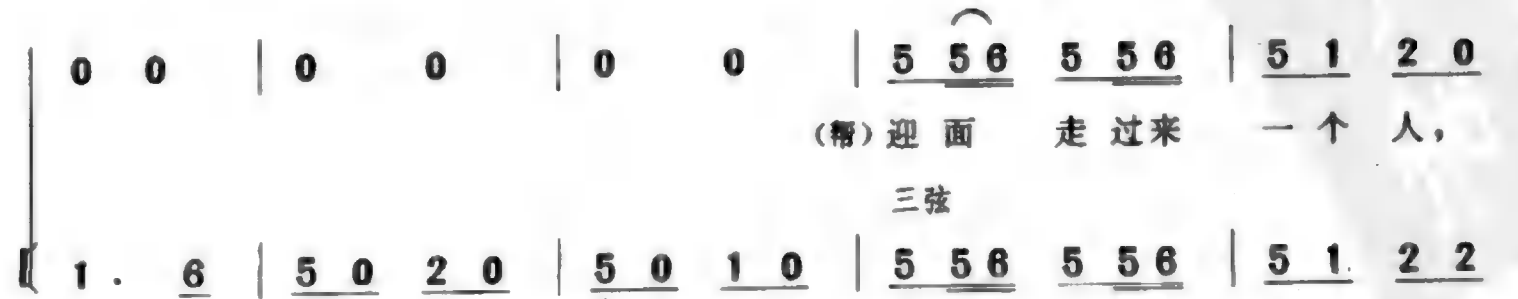 0 0 | 0 0 | 0 0 | 5 56 5 56 | 5 1 2 0
(帮) 迎 面 走 过 来 一 个 人，
三弦
1 . 6 | 5 0 2 0 | 5 0 1 0 | 5 56 5 56 | 5 1. 2 2